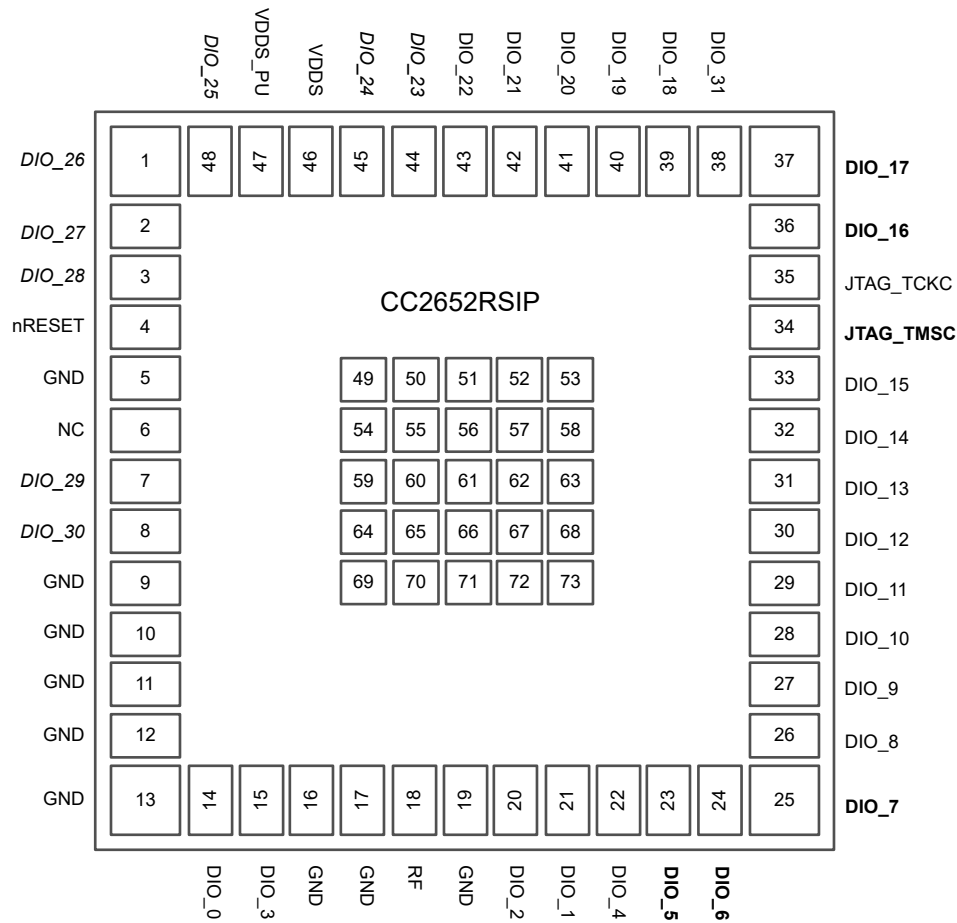 DIO_25 VDDS_PU VDDS DIO_24 DIO_23 DIO_22 DIO_21 DIO_20 DIO_19 DIO_18 DIO_31
DIO_26 1 48 47 46 45 44 43 42 41 40 39 38 37 DIO_17
DIO_27 2 36 DIO_16
DIO_28 3 35 JTAG_TCKC
CC2652RSIP
nRESET 4 34 JTAG_TMSC
GND 5 49 50 51 52 53 33 DIO_15
NC 6 54 55 56 57 58 32 DIO_14
DIO_29 7 59 60 61 62 63 31 DIO_13
DIO_30 8 64 65 66 67 68 30 DIO_12
GND 9 69 70 71 72 73 29 DIO_11
GND 10 28 DIO_10
GND 11 27 DIO_9
GND 12 26 DIO_8
GND 13 14 15 16 17 18 19 20 21 22 23 24 25 DIO_7
DIO_0 DIO_3 GND GND RF GND DIO_2 DIO_1 DIO_4 DIO_5 DIO_6